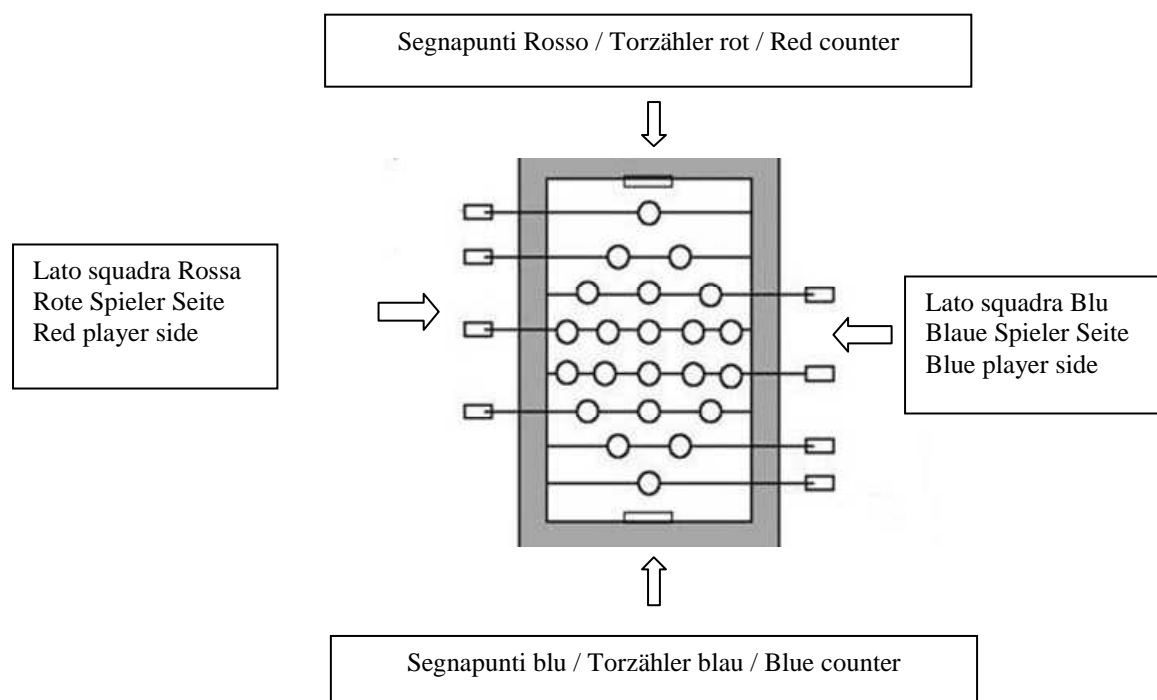 Segnapunti Rosso / Torzähler rot / Red counter
Lato squadra Rossa
Rote Spieler Seite
Red player side
Lato squadra Blu
Blaue Spieler Seite
Blue player side
Segnapunti blu / Torzähler blau / Blue counter